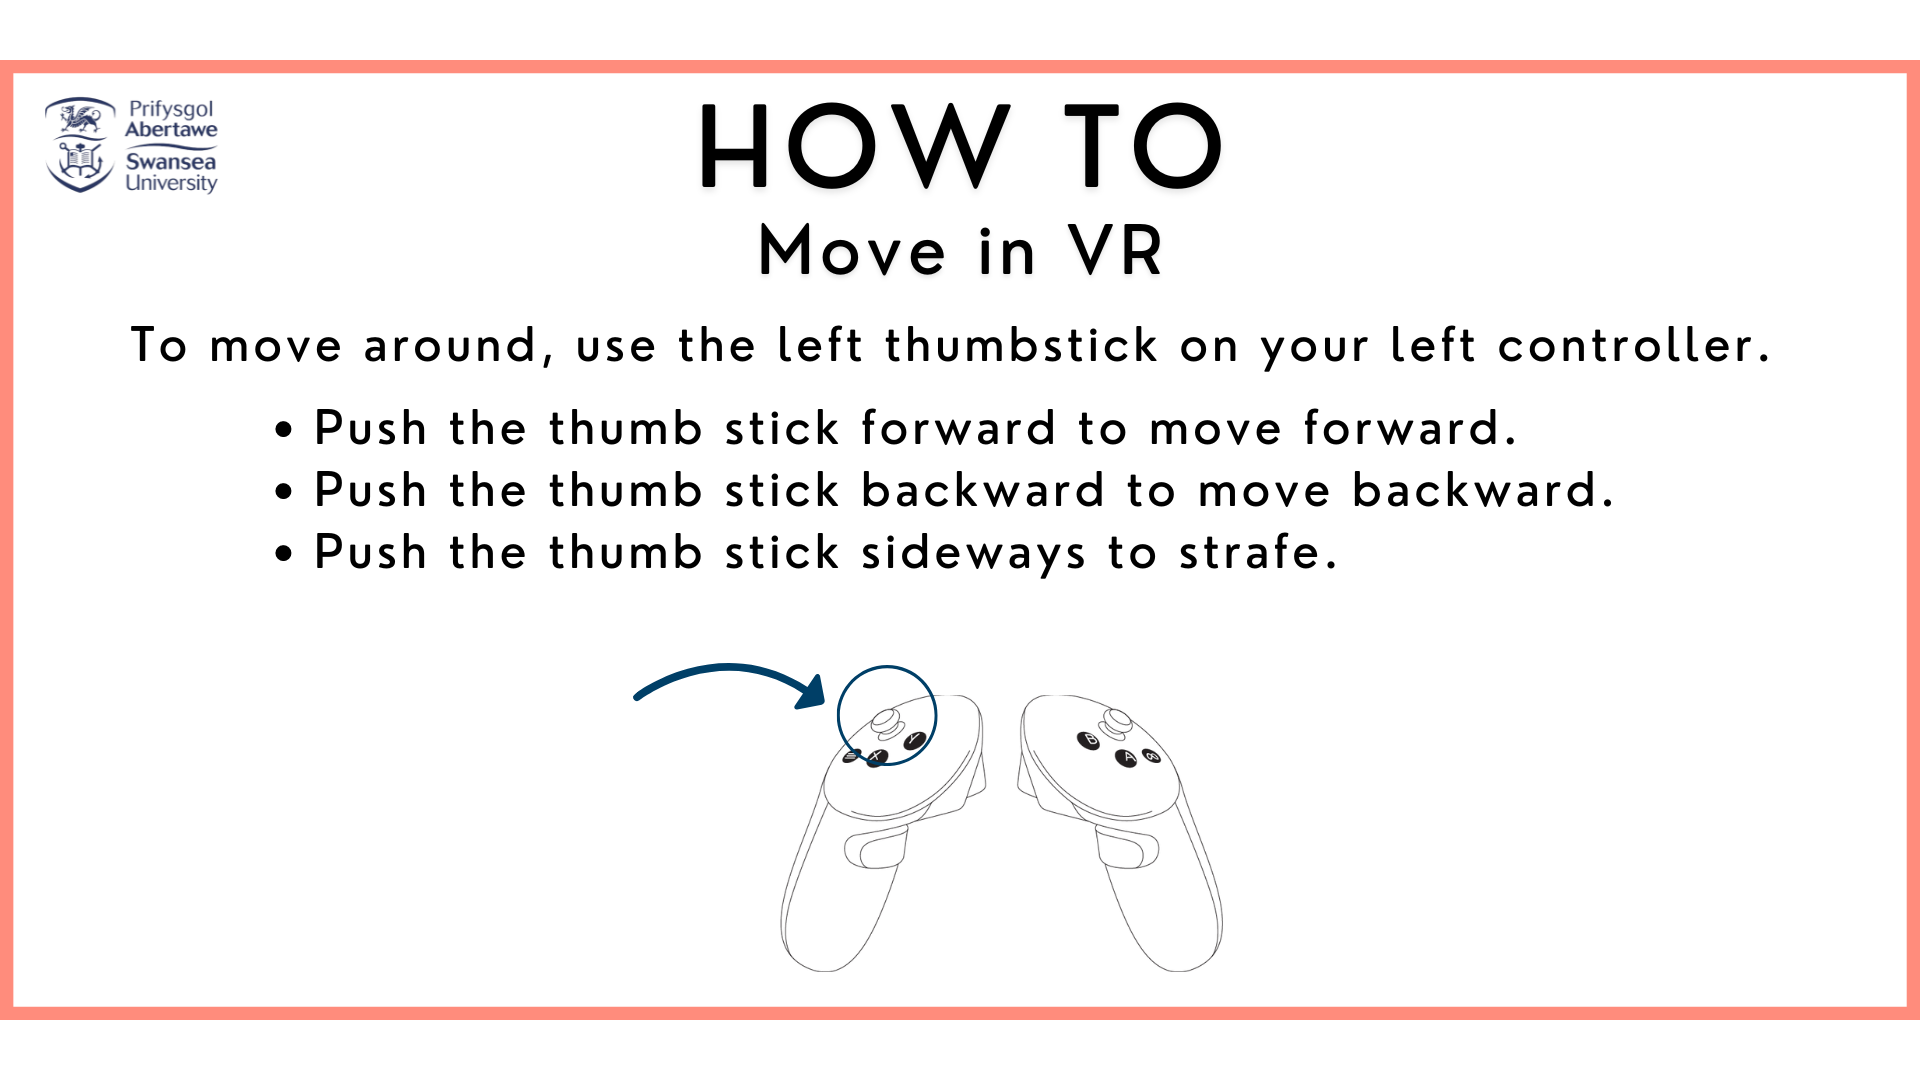 Prifysgol
Abertawe
Swansea
University
HOW TO
Move in VR
To move around, use the left thumbstick on your left controller.
• Push the thumb stick forward to move forward.
• Push the thumb stick backward to move backward.
• Push the thumb stick sideways to strafe.
Y
X
B
A